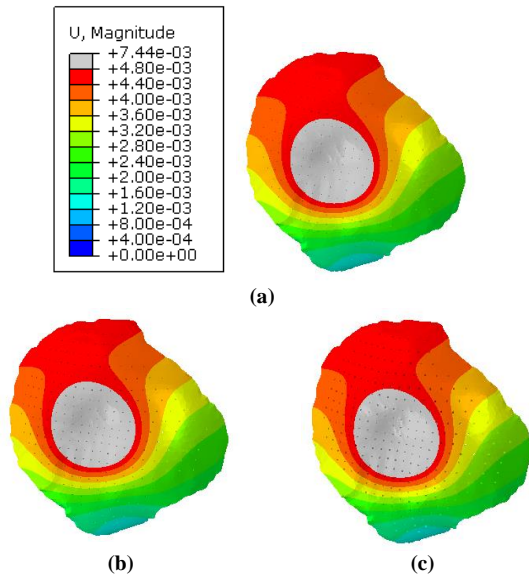 U, Magnitude
+7.44e-03
+4.80e-03
+4.40e-03
+4.00e-03
+3.60e-03
+3.20e-03
+2.80e-03
+2.40e-03
+2.00e-03
+1.60e-03
+1.20e-03
+8.00e-04
+4.00e-04
+0.00e+00
(a)
(b)
(c)